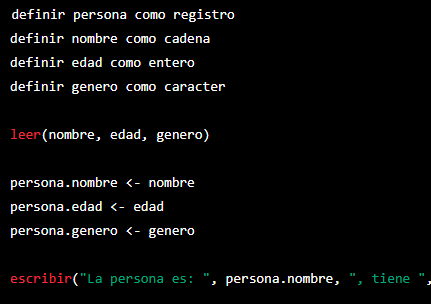 definir persona como registro
definir nombre como cadena
definir edad como entero
definir genero como caracter
leer(nombre, edad, genero)
persona.nombre <- nombre
persona.edad <- edad
persona.genero <- genero
escribir("La persona es: ", persona.nombre, ", tiene ",